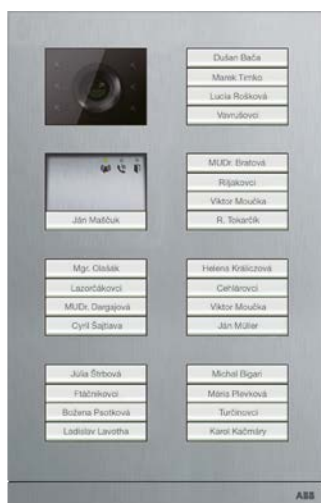 Dušan Bača
Marek Timko
Lucia Rošková
Vavrušovci
Ján Maščuk
MUDr. Bratová
Rijakovci
Viktor Moučka
R. Tokarčík
Mgr. Olašák
Lazorčákovci
MUDr. Dargajová
Cyril Šajtlava
Helena Králiczová
Cehlárovci
Viktor Moučka
Ján Müller
Júlia Štrbová
Ftáčnikovci
Božena Psotková
Ladislav Lavotha
Michal Bigari
Mária Plevková
Turčinovci
Karol Kačmáry
ABB